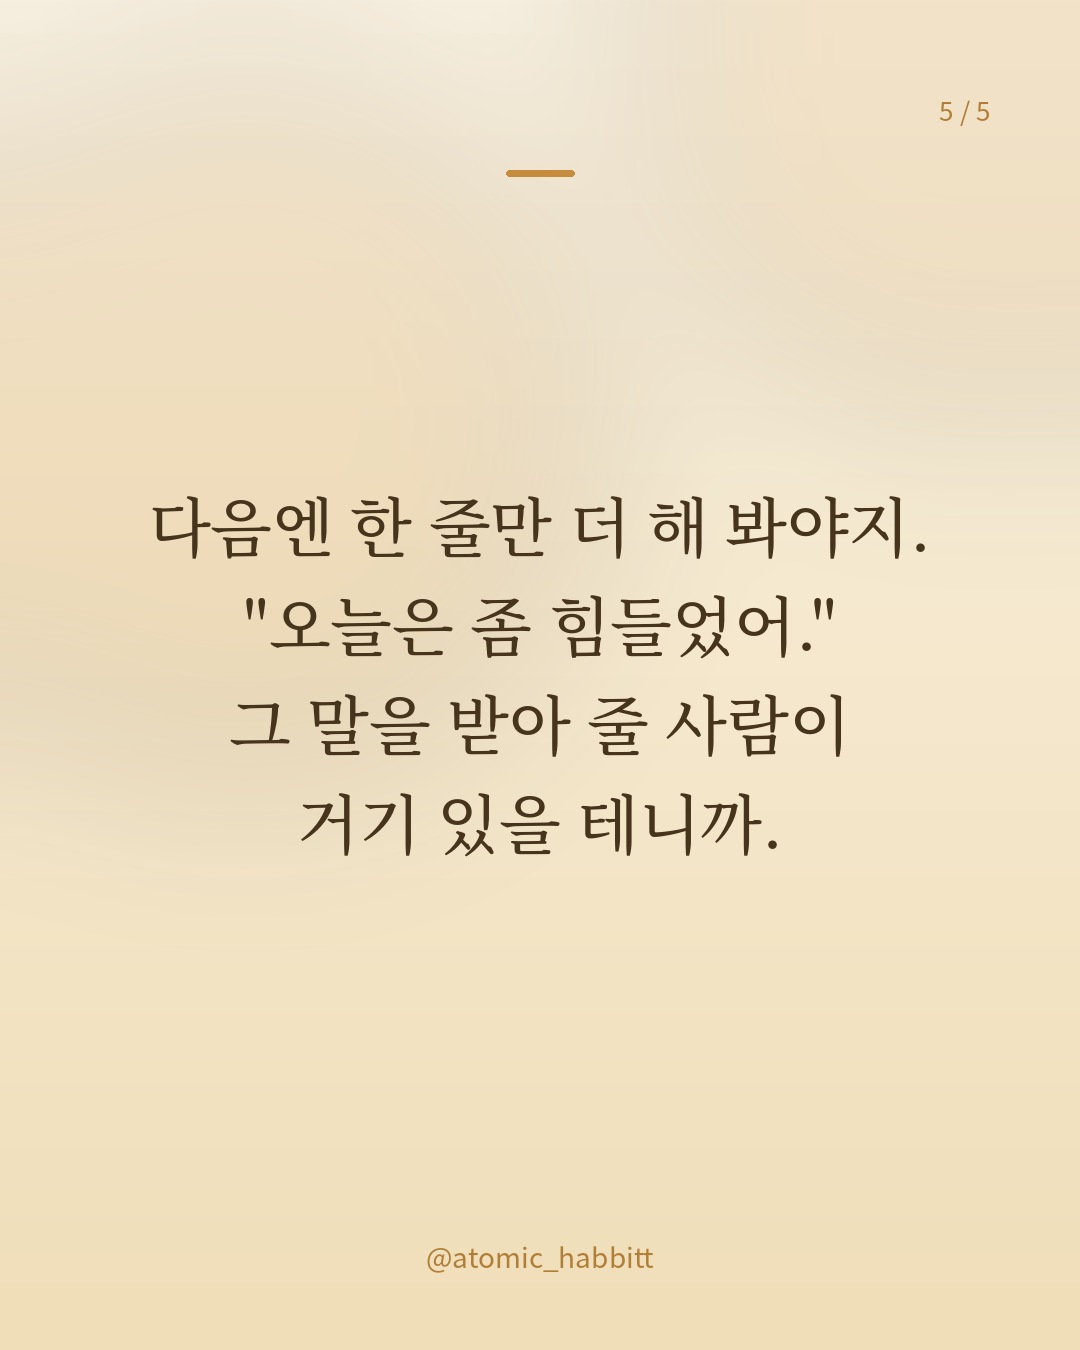 5 / 5
다음엔 한 줄만 더 해 봐야지.
"오늘은 좀 힘들었어."
그 말을 받아 줄 사람이
거기 있을 테니까.
@atomic_habbitt